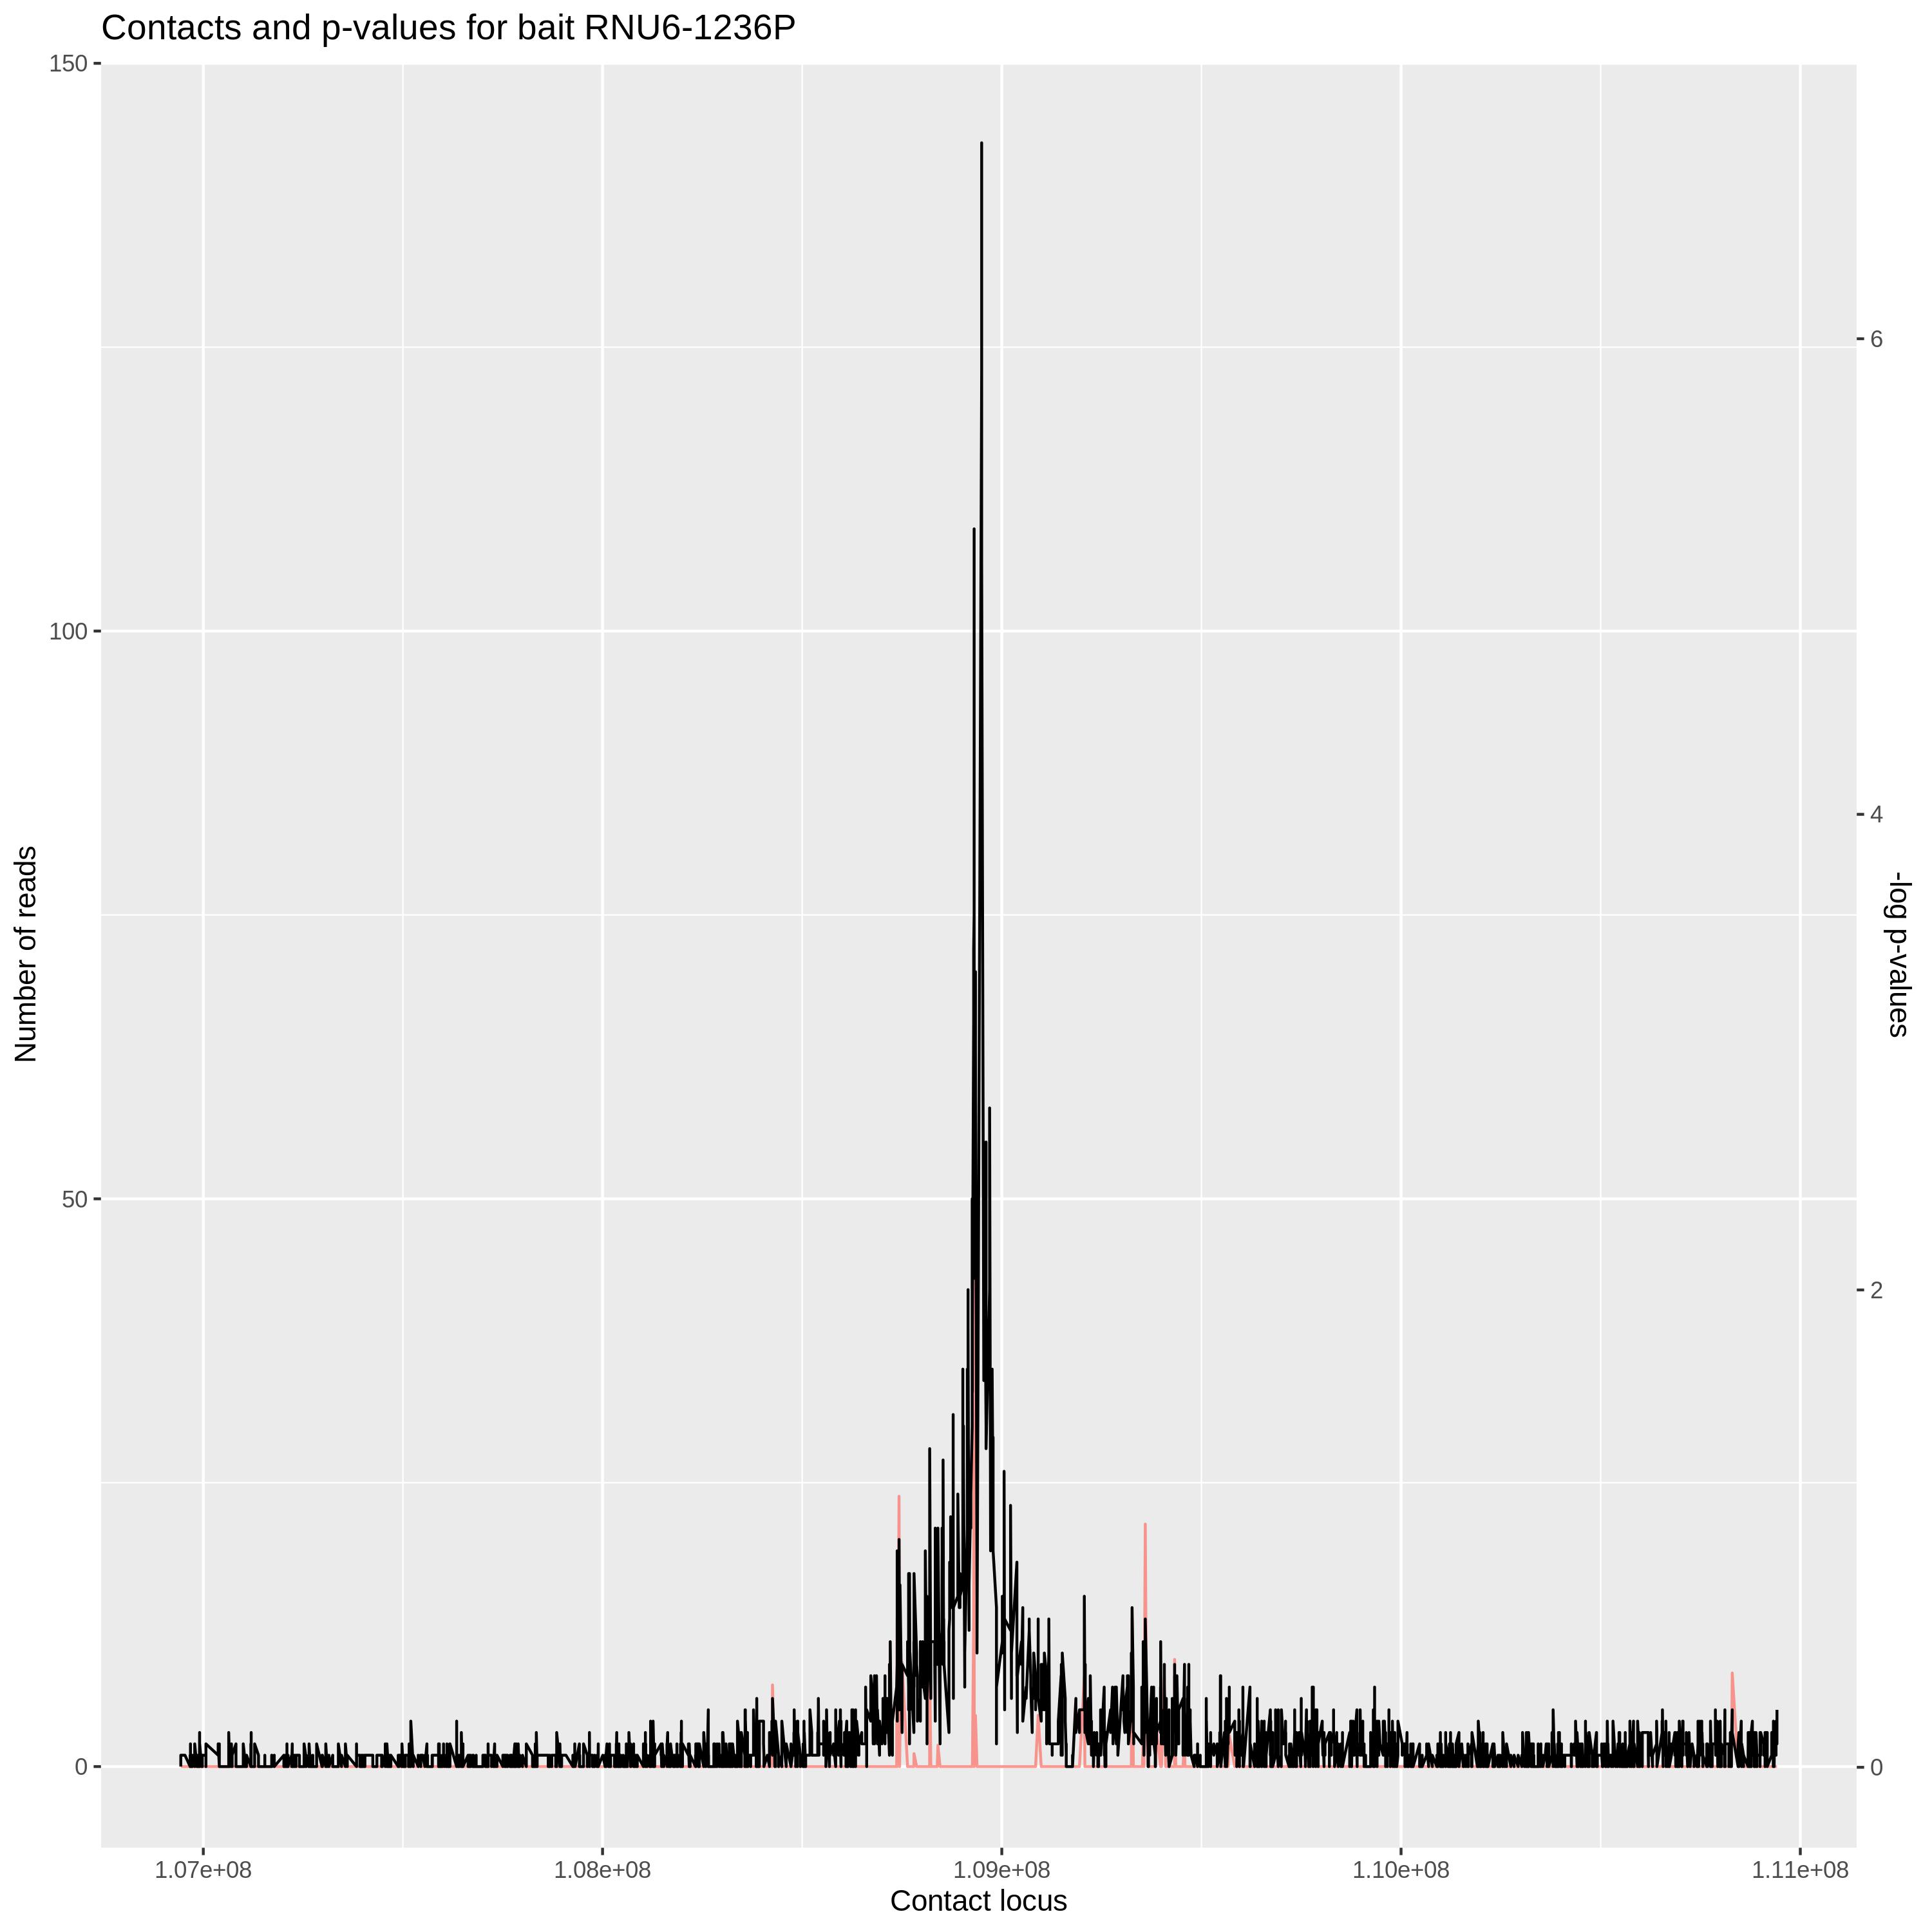 Contacts and p-values for bait RNU6-1236P
150
100
50
0
Number of reads
6
4
2
0
-log p-values
1.07e+08
1.08e+08
1.09e+08
1.10e+08
1.11e+08
Contact locus